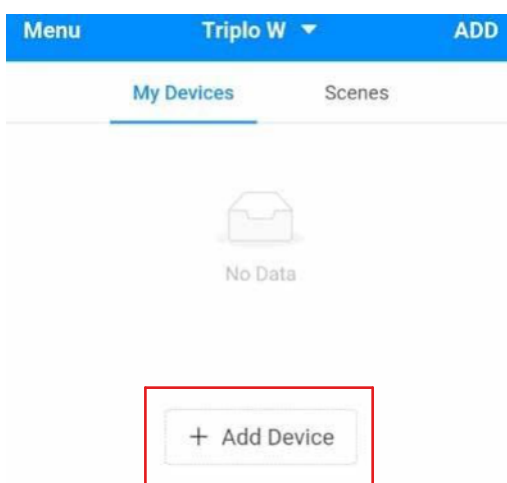 Menu Triplo W ADD
My Devices Scenes
No Data
+ Add Device